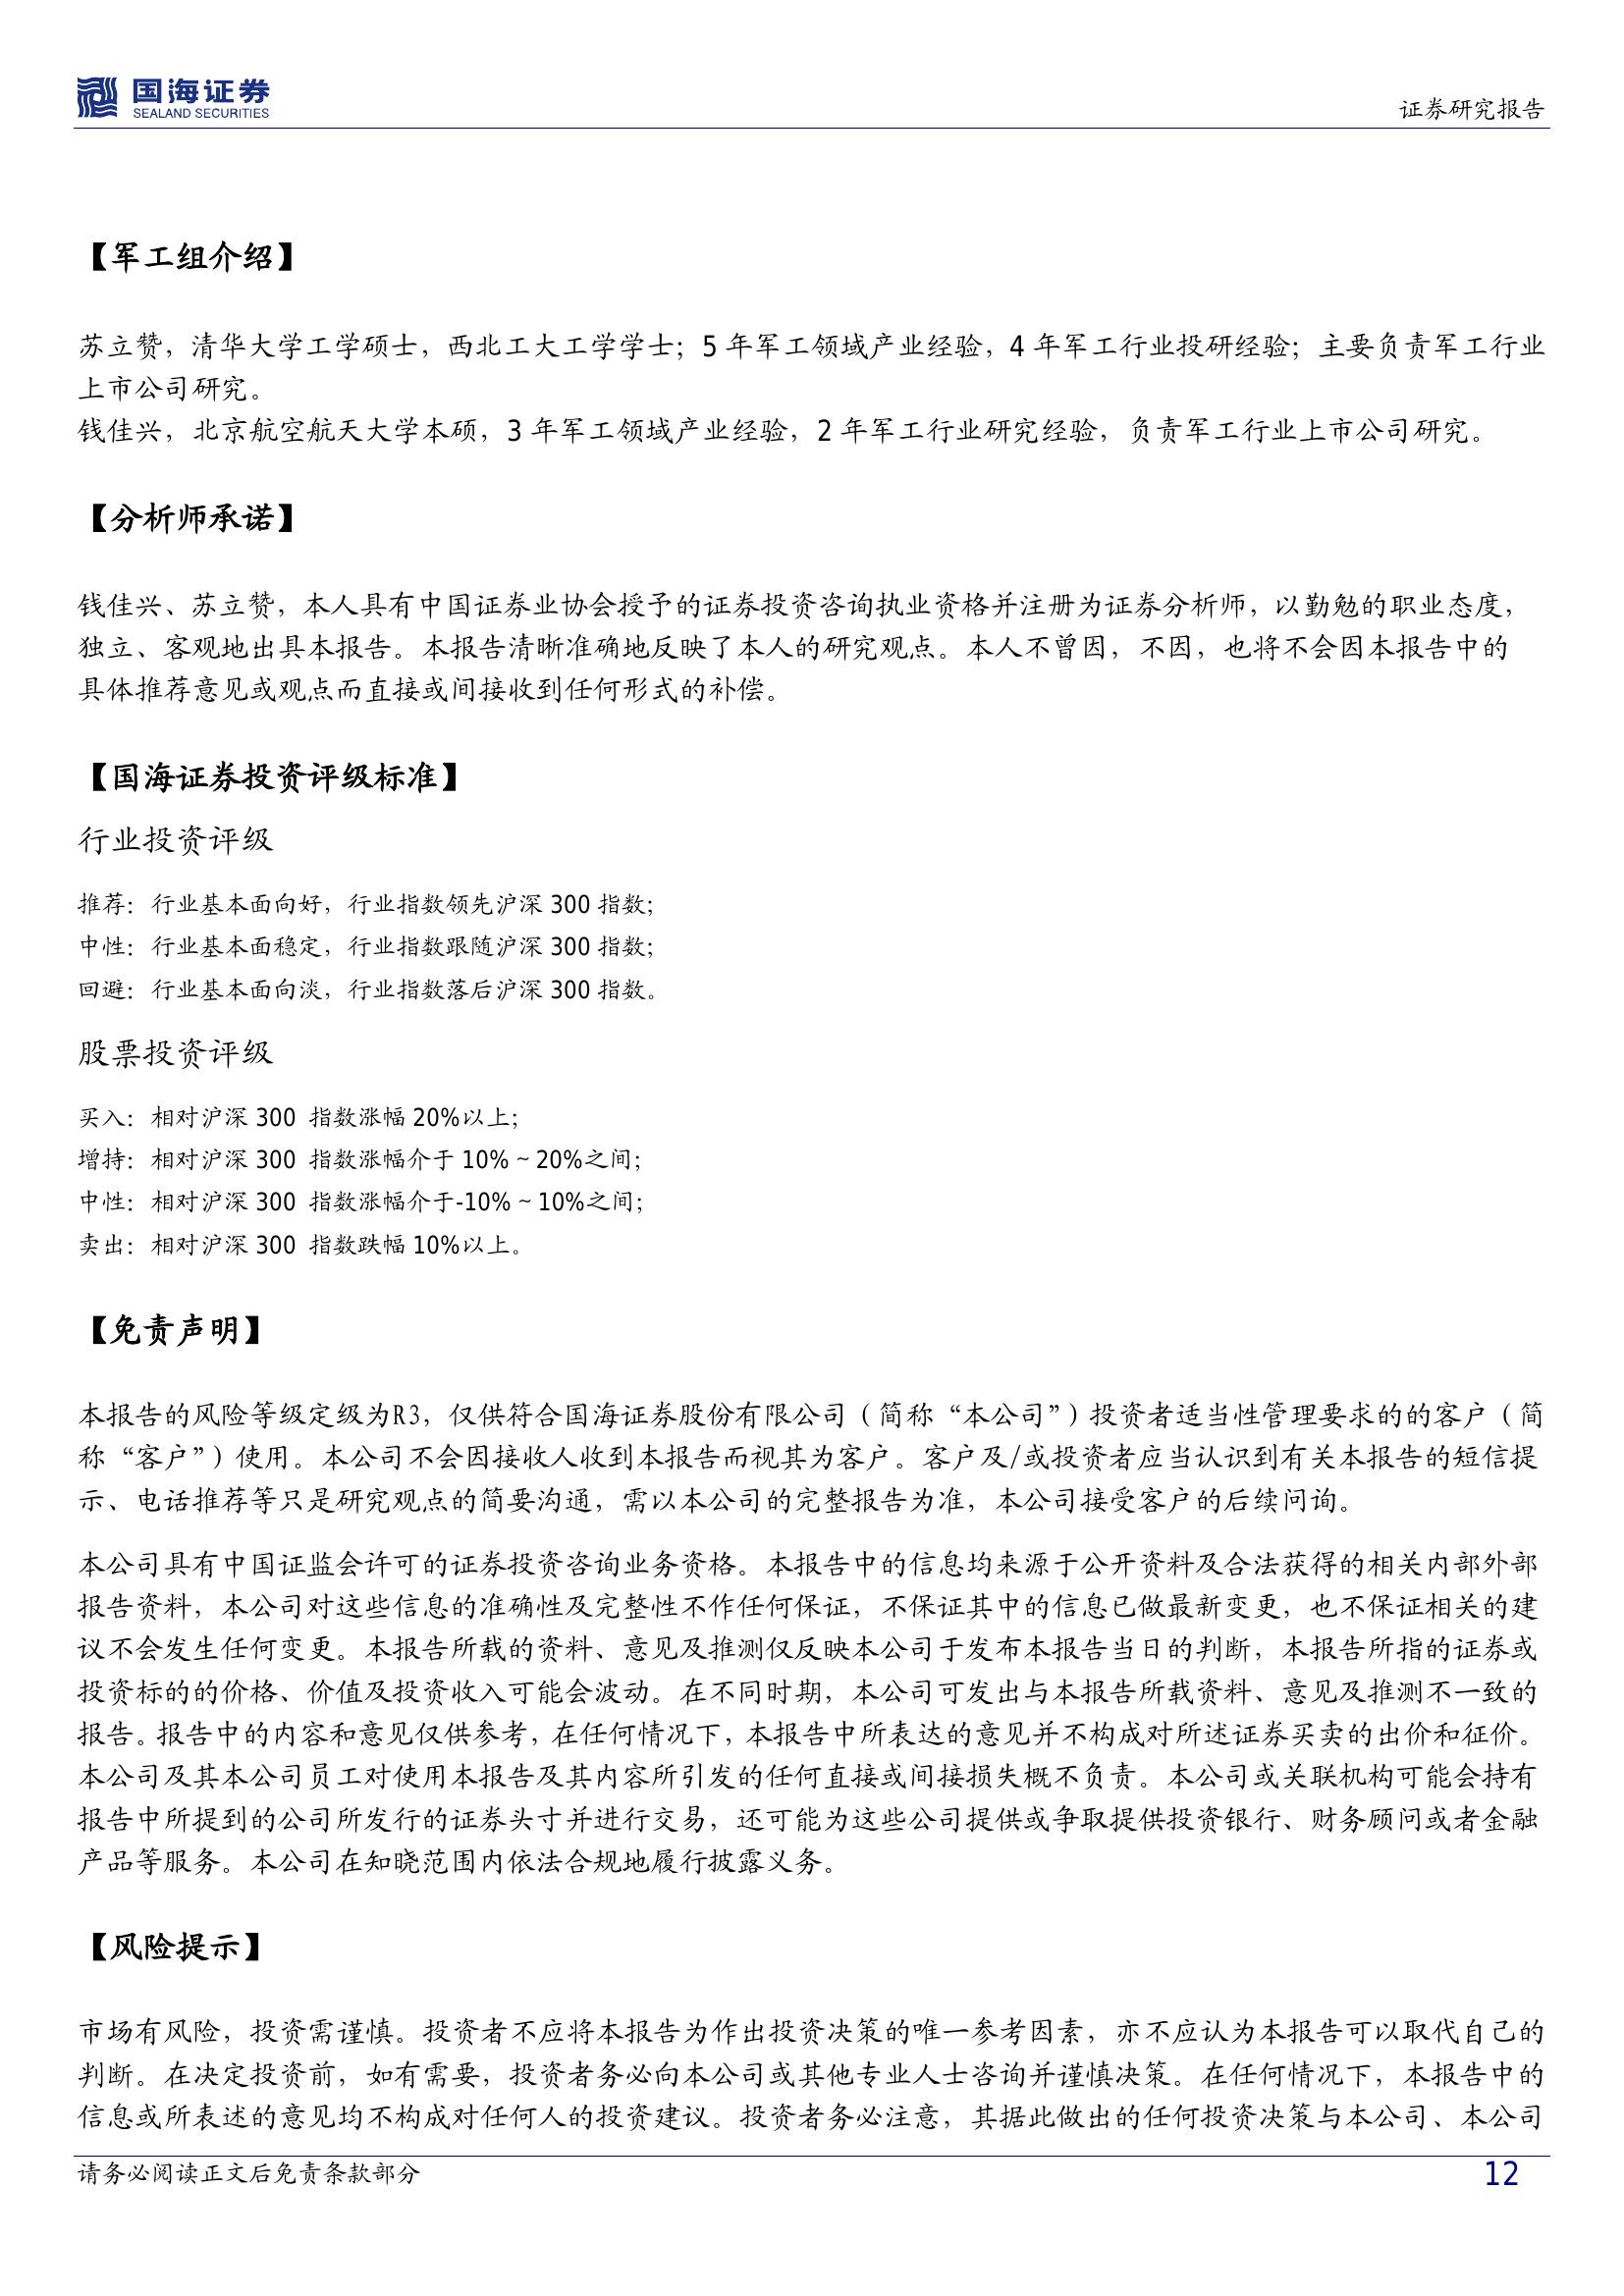 国海证券
SEALAND SECURITIES
证券研究报告
【军工组介绍】
苏立赞，清华大学工学硕士，西北工大工学学士；5 年军工领域产业经验，4 年军工行业投研经验；主要负责军工行业
上市公司研究。
钱佳兴，北京航空航天大学本硕，3 年军工领域产业经验，2 年军工行业研究经验，负责军工行业上市公司研究。
【分析师承诺】
钱佳兴、苏立赞，本人具有中国证券业协会授予的证券投资咨询执业资格并注册为证券分析师，以勤勉的职业态度，
独立、客观地出具本报告。本报告清晰准确地反映了本人的研究观点。本人不曾因，不因，也将不会因本报告中的
具体推荐意见或观点而直接或间接收到任何形式的补偿。
【国海证券投资评级标准】
行业投资评级
推荐：行业基本面向好，行业指数领先沪深 300 指数；
中性：行业基本面稳定，行业指数跟随沪深 300 指数；
回避：行业基本面向淡，行业指数落后沪深 300 指数。
股票投资评级
买入：相对沪深 300 指数涨幅 20%以上；
增持：相对沪深 300 指数涨幅介于 10%～20%之间；
中性：相对沪深 300 指数涨幅介于-10%～10%之间；
卖出：相对沪深 300 指数跌幅 10%以上。
【免责声明】
本报告的风险等级定级为R3，仅供符合国海证券股份有限公司（简称“本公司”）投资者适当性管理要求的的客户（简
称“客户”）使用。本公司不会因接收人收到本报告而视其为客户。客户及/或投资者应当认识到有关本报告的短信提
示、电话推荐等只是研究观点的简要沟通，需以本公司的完整报告为准，本公司接受客户的后续问询。
本公司具有中国证监会许可的证券投资咨询业务资格。本报告中的信息均来源于公开资料及合法获得的相关内部外部
报告资料，本公司对这些信息的准确性及完整性不作任何保证，不保证其中的信息已做最新变更，也不保证相关的建
议不会发生任何变更。本报告所载的资料、意见及推测仅反映本公司于发布本报告当日的判断，本报告所指的证券或
投资标的的价格、价值及投资收入可能会波动。在不同时期，本公司可发出与本报告所载资料、意见及推测不一致的
报告。报告中的内容和意见仅供参考，在任何情况下，本报告中所表达的意见并不构成对所述证券买卖的出价和征价。
本公司及其本公司员工对使用本报告及其内容所引发的任何直接或间接损失概不负责。本公司或关联机构可能会持有
报告中所提到的公司所发行的证券头寸并进行交易，还可能为这些公司提供或争取提供投资银行、财务顾问或者金融
产品等服务。本公司在知晓范围内依法合规地履行披露义务。
【风险提示】
市场有风险，投资需谨慎。投资者不应将本报告为作出投资决策的唯一参考因素，亦不应认为本报告可以取代自己的
判断。在决定投资前，如有需要，投资者务必向本公司或其他专业人士咨询并谨慎决策。在任何情况下，本报告中的
信息或所表述的意见均不构成对任何人的投资建议。投资者务必注意，其据此做出的任何投资决策与本公司、本公司
请务必阅读正文后免责条款部分
12